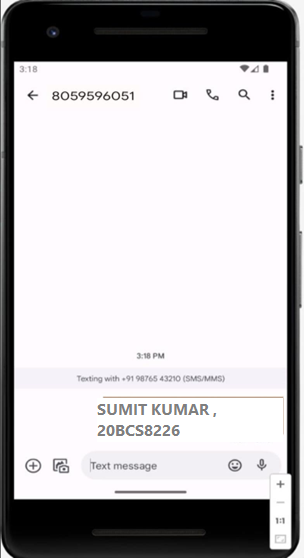 3:18
8059596051
3:18 PM
Texting with +91 98765 43210 (SMS/MMS)
SUMIT KUMAR ,
20BCS8226
Text message
1:1